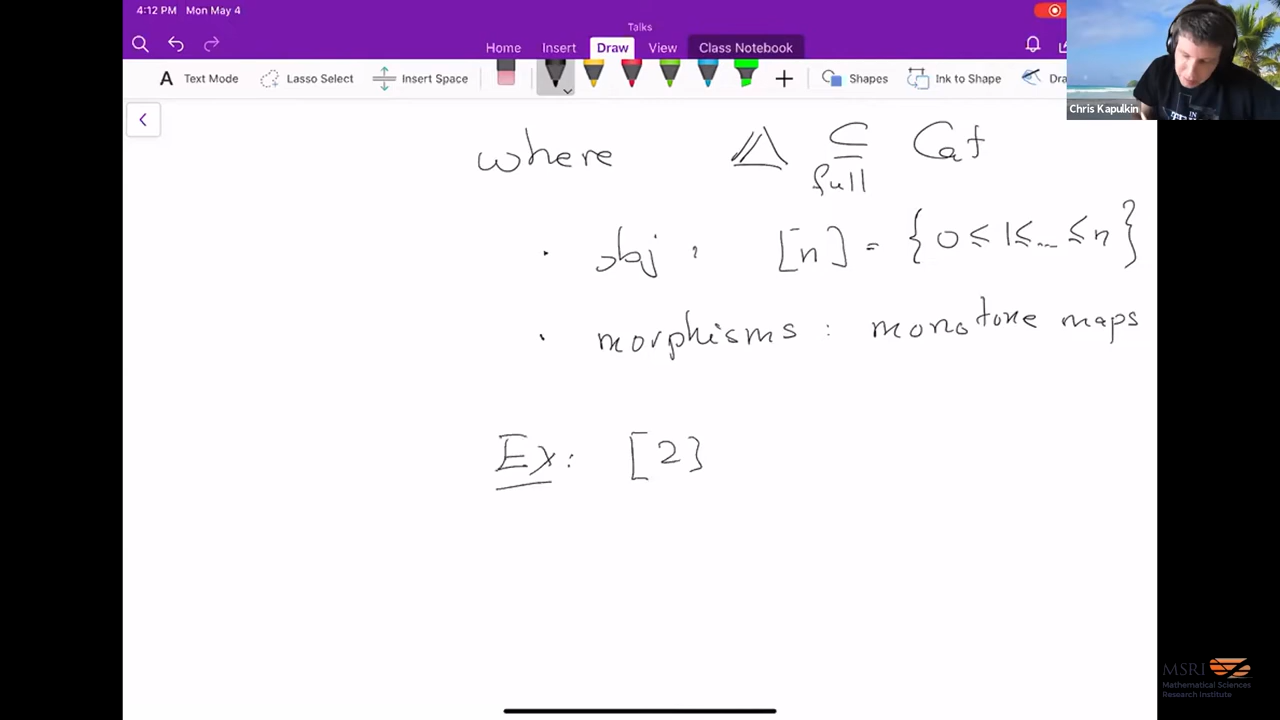 4:12 PM Mon May 4
Talks
Home Insert Draw View Class Notebook
A Text Mode Lasso Select Insert Space + Shapes Ink to Shape Dra
Chris Kapulkin
where Δ ⊆ Cat
full
· obj : [n] = {0 ≤ 1 ≤ ... ≤ n}
· morphisms : monotone maps
Ex: [2}
MSRI
Mathematical Sciences
Research Institute